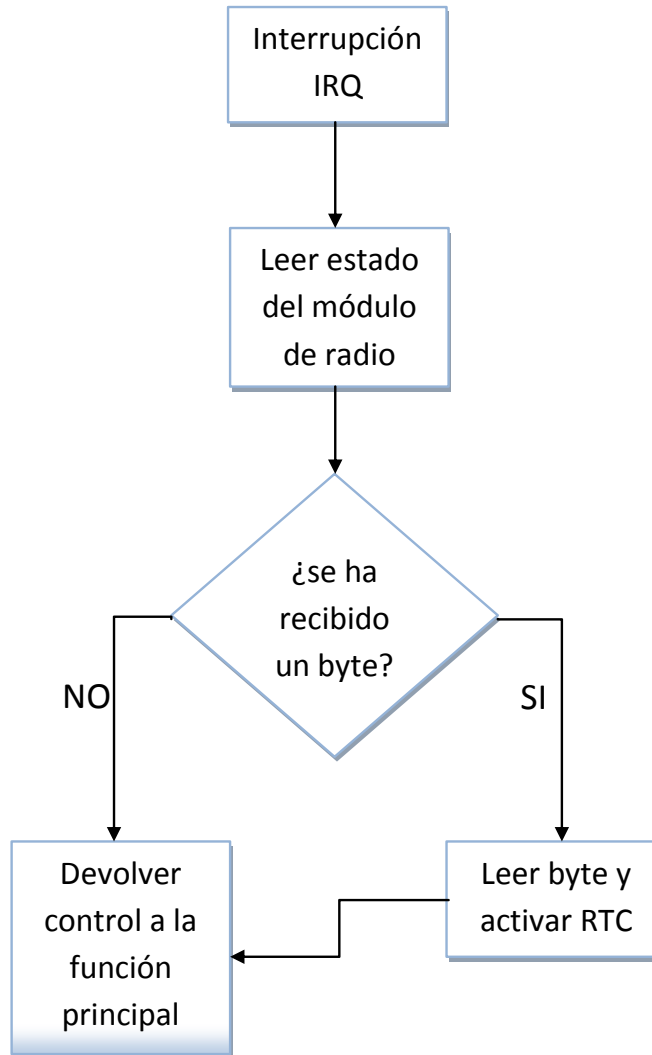 Interrupción
IRQ
Leer estado
del módulo
de radio
¿se ha
recibido
un byte?
NO
SI
Devolver
control a la
función
principal
Leer byte y
activar RTC